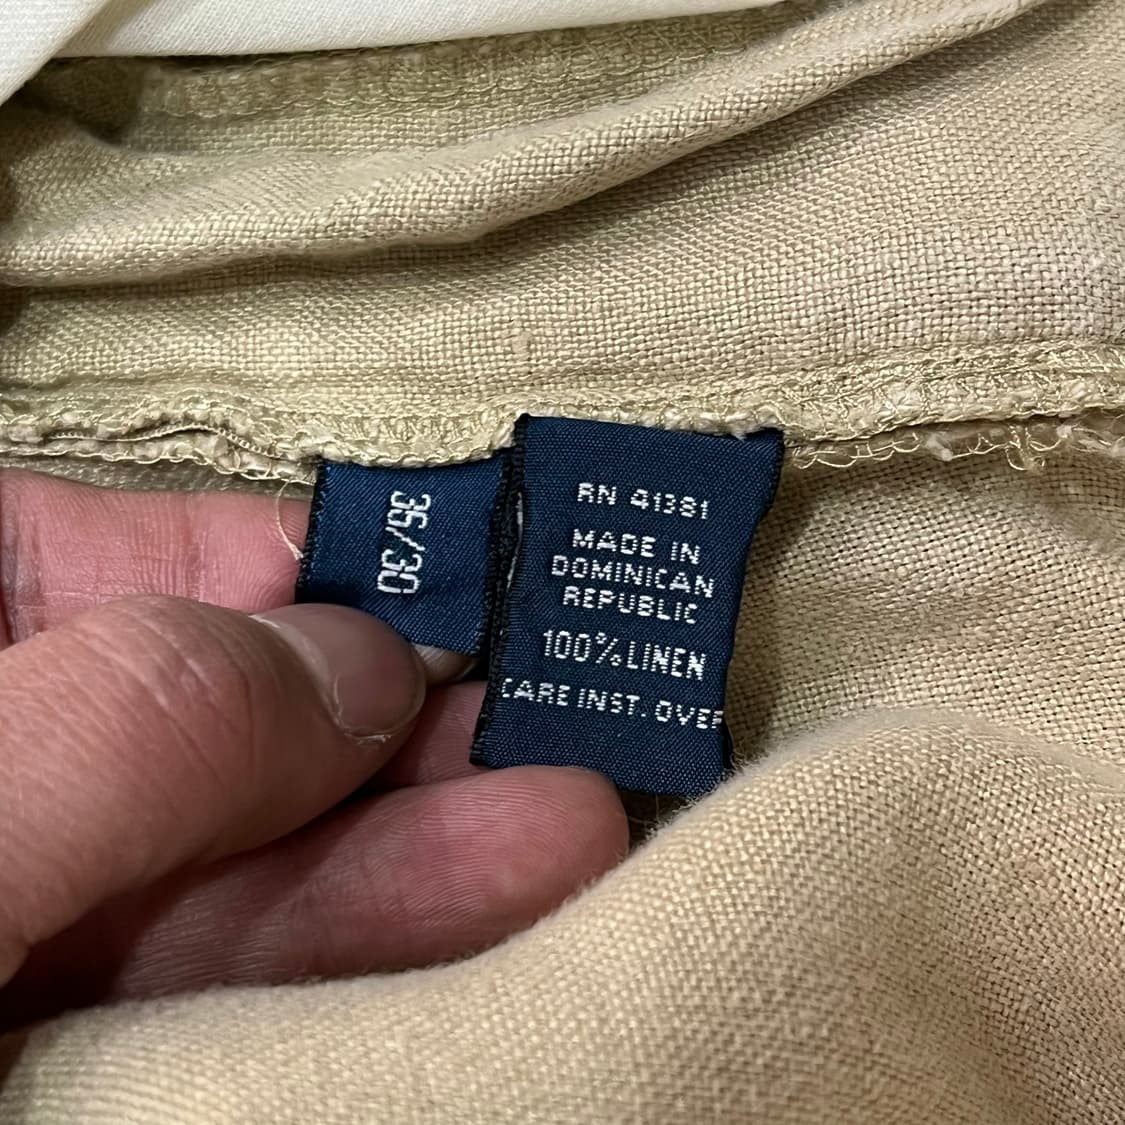 36/30
RN 41381
MADE IN
DOMINICAN
REPUBLIC
100% LINEN
CARE INST. OVER